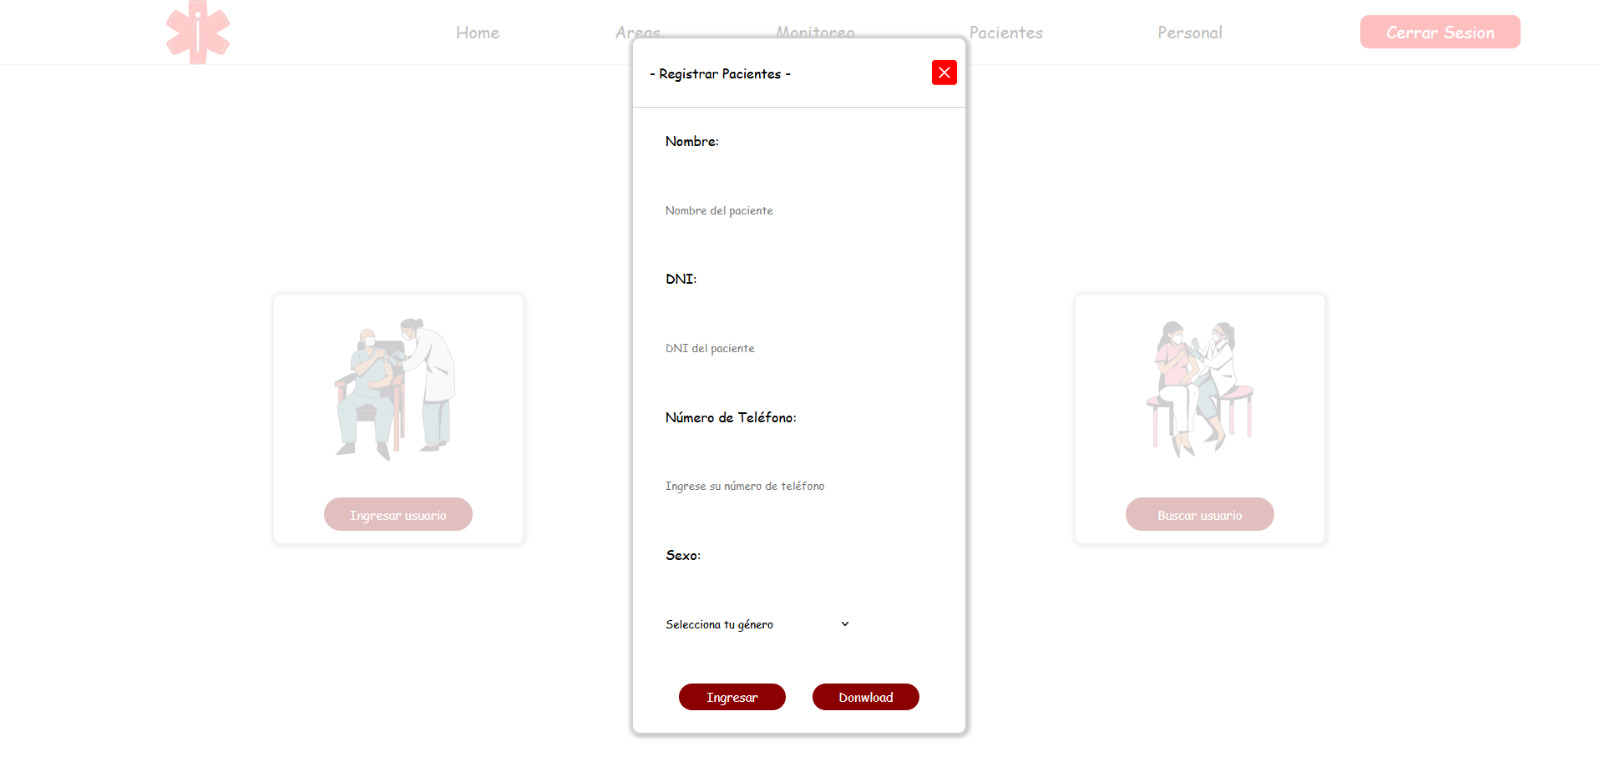 Home
Areas
Monitoreo
Pacientes
Personal
Cerrar Sesion
- Registrar Pacientes -
Nombre:
Nombre del paciente
DNI:
DNI del paciente
Número de Teléfono:
Ingrese su número de teléfono
Sexo:
Selecciona tu género
Ingresar
Donwload
Ingresar usuario
Buscar usuario